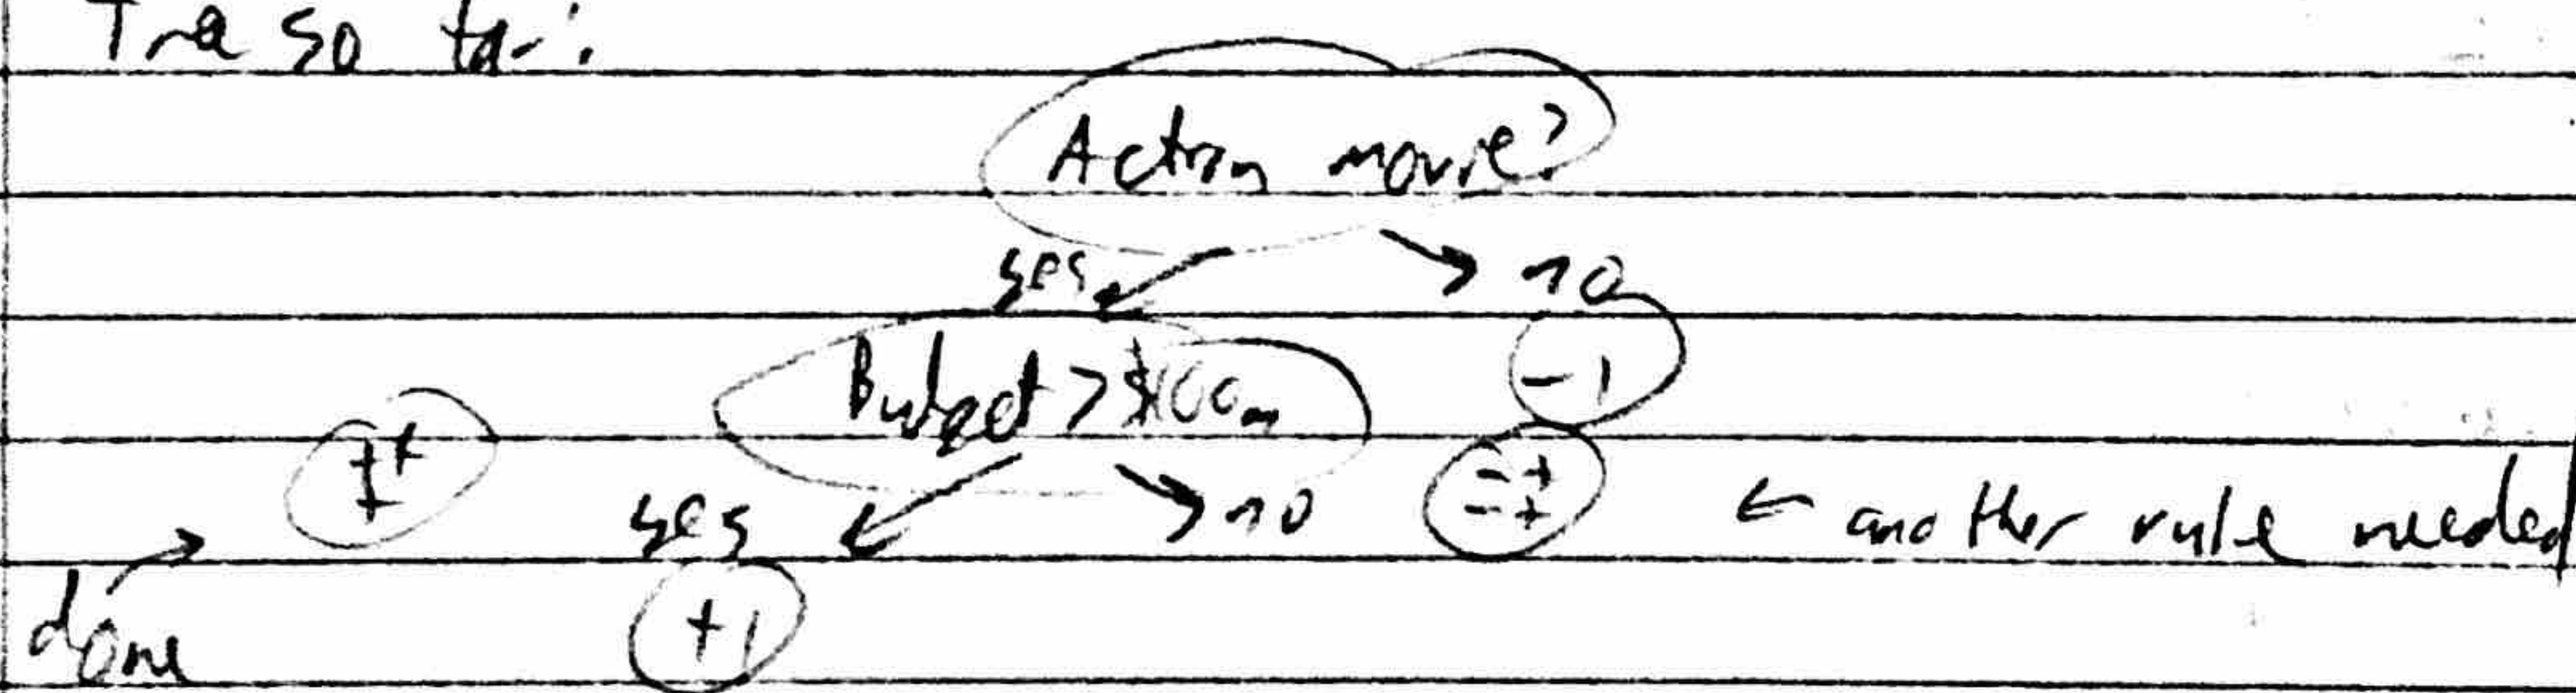 Tree so far:
Action movie?
yes no
Budget > $100m
-1
++
+
yes no
-+
-+
← another rule needed
done
+1